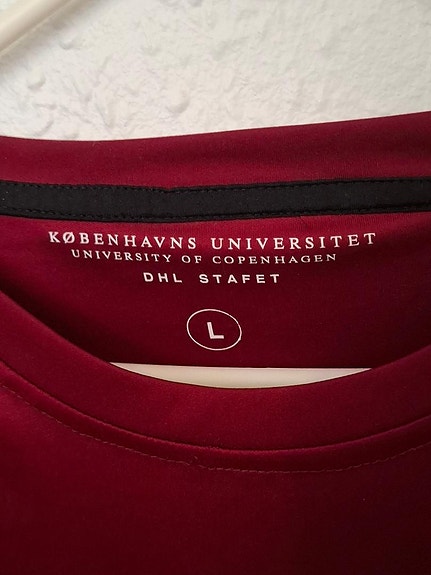 KØBENHAVNS UNIVERSITET
UNIVERSITY OF COPENHAGEN
DHL STAFET
L